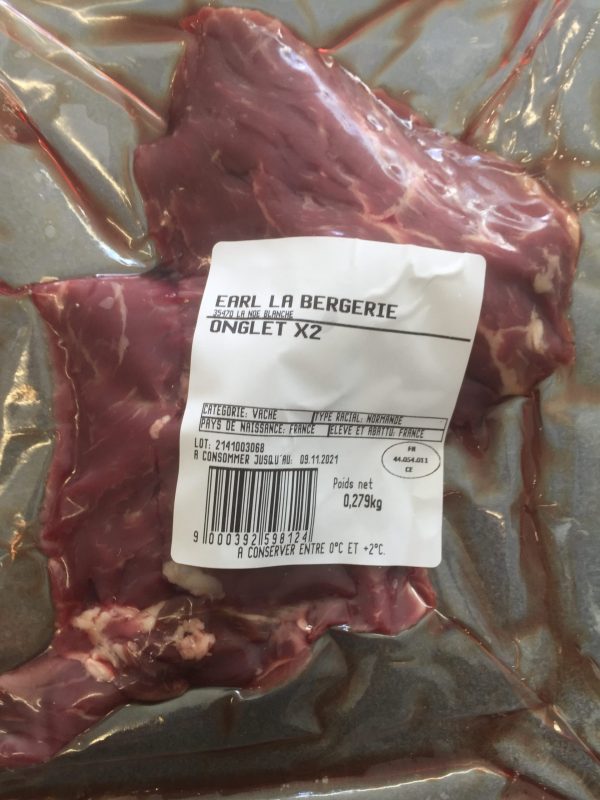 EARL LA BERGERIE
35470 LA NOE BLANCHE
ONGLET X2
CATEGORIE: VACHE TYPE RACIAL: NORMANDE
PAYS DE NAISSANCE: FRANCE ELEVE ET ABATTU: FRANCE
LOT: 2141003068
A CONSOMMER JUSQU'AU: 09.11.2021
FR
44.054.011
CE
Poids net
0,279kg
9 000392 598124
A CONSERVER ENTRE 0°C ET +2°C.